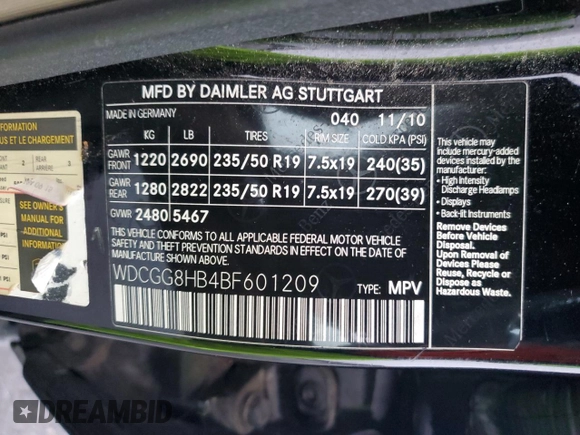 MFD BY DAIMLER AG STUTTGART
MADE IN GERMANY 040 11/10
KG LB TIRES RIM SIZE COLD KPA (PSI)
GAWR FRONT 1220 2690 235/50 R19 7.5x19 240(35)
GAWR REAR 1280 2822 235/50 R19 7.5x19 270(39)
GVWR 2480 5467
THIS VEHICLE CONFORMS TO ALL APPLICABLE FEDERAL MOTOR VEHICLE
SAFETY AND THEFT PREVENTION STANDARDS IN EFFECT ON THE
DATE OF MANUFACTURE SHOWN ABOVE.
WDCGG8HB4BF601209
TYPE: MPV
This vehicle may
include mercury-added
devices installed by the
manufacturer:
• High Intensity
Discharge Headlamps
• Displays
• Back-lit Instruments
Remove Devices
Before Vehicle
Disposal.
Upon Removal of
Devices Please Reuse,
Recycle or Dispose as
Hazardous Waste.
INFORMATION
US ET LE CHARGEMENT
2 REAR
ARRIERE
SEE OWNER'S
MANUAL FOR
ADDITIONAL
INFORMATION
DREAMBID